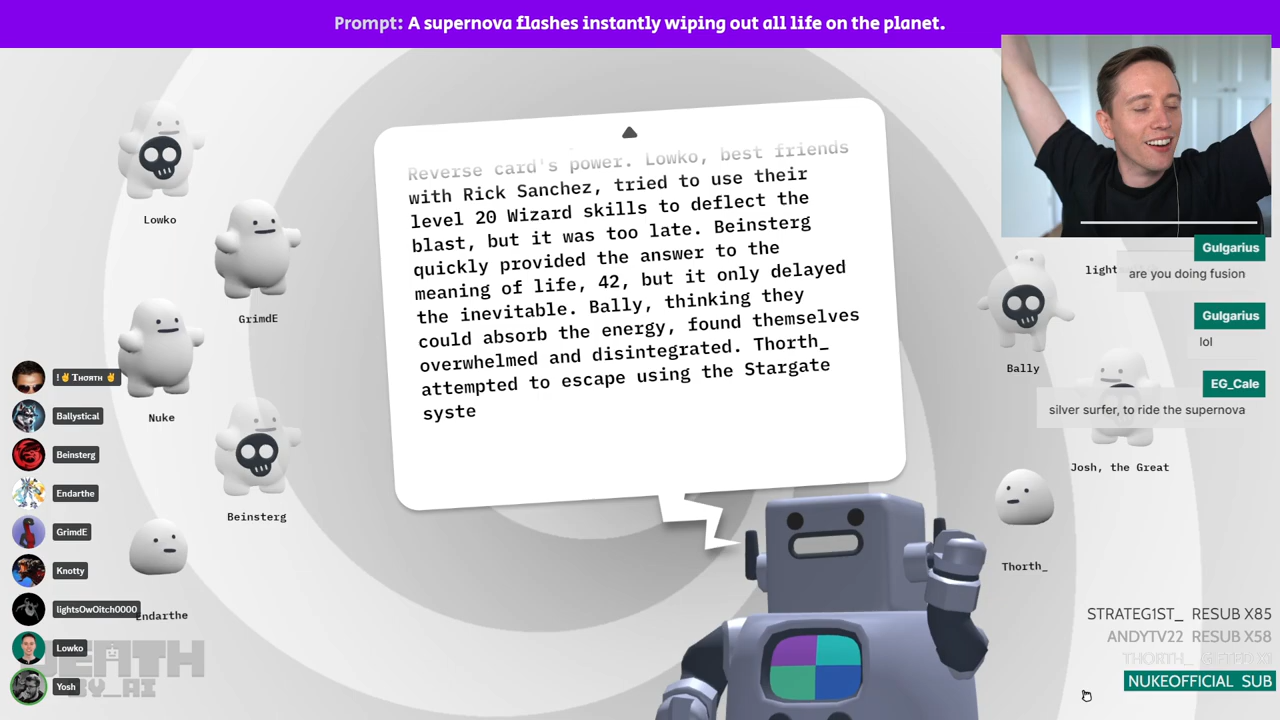 Prompt: A supernova flashes instantly wiping out all life on the planet.
Reverse card's power. Lowko, best friends
with Rick Sanchez, tried to use their
level 20 Wizard skills to deflect the
blast, but it was too late. Beinsterg
quickly provided the answer to the
meaning of life, 42, but it only delayed
the inevitable. Bally, thinking they
could absorb the energy, found themselves
overwhelmed and disintegrated. Thorth_
attempted to escape using the Stargate
syste
Lowko
GrimdE
Nuke
Beinsterg
Endarthe
Bally
Josh, the Great
Thorth_
light
! ✌ Thorth ✌
Ballystical
Beinsterg
Endarthe
GrimdE
Knotty
lightsOwOitch0000
Lowko
Yosh
DEATH
BY_AI
Gulgarius
are you doing fusion
Gulgarius
lol
EG_Cale
silver surfer, to ride the supernova
STRATEG1ST_ RESUB X85
ANDYTV22 RESUB X58
THORTH_ GIFTED X1
NUKEOFFICIAL SUB